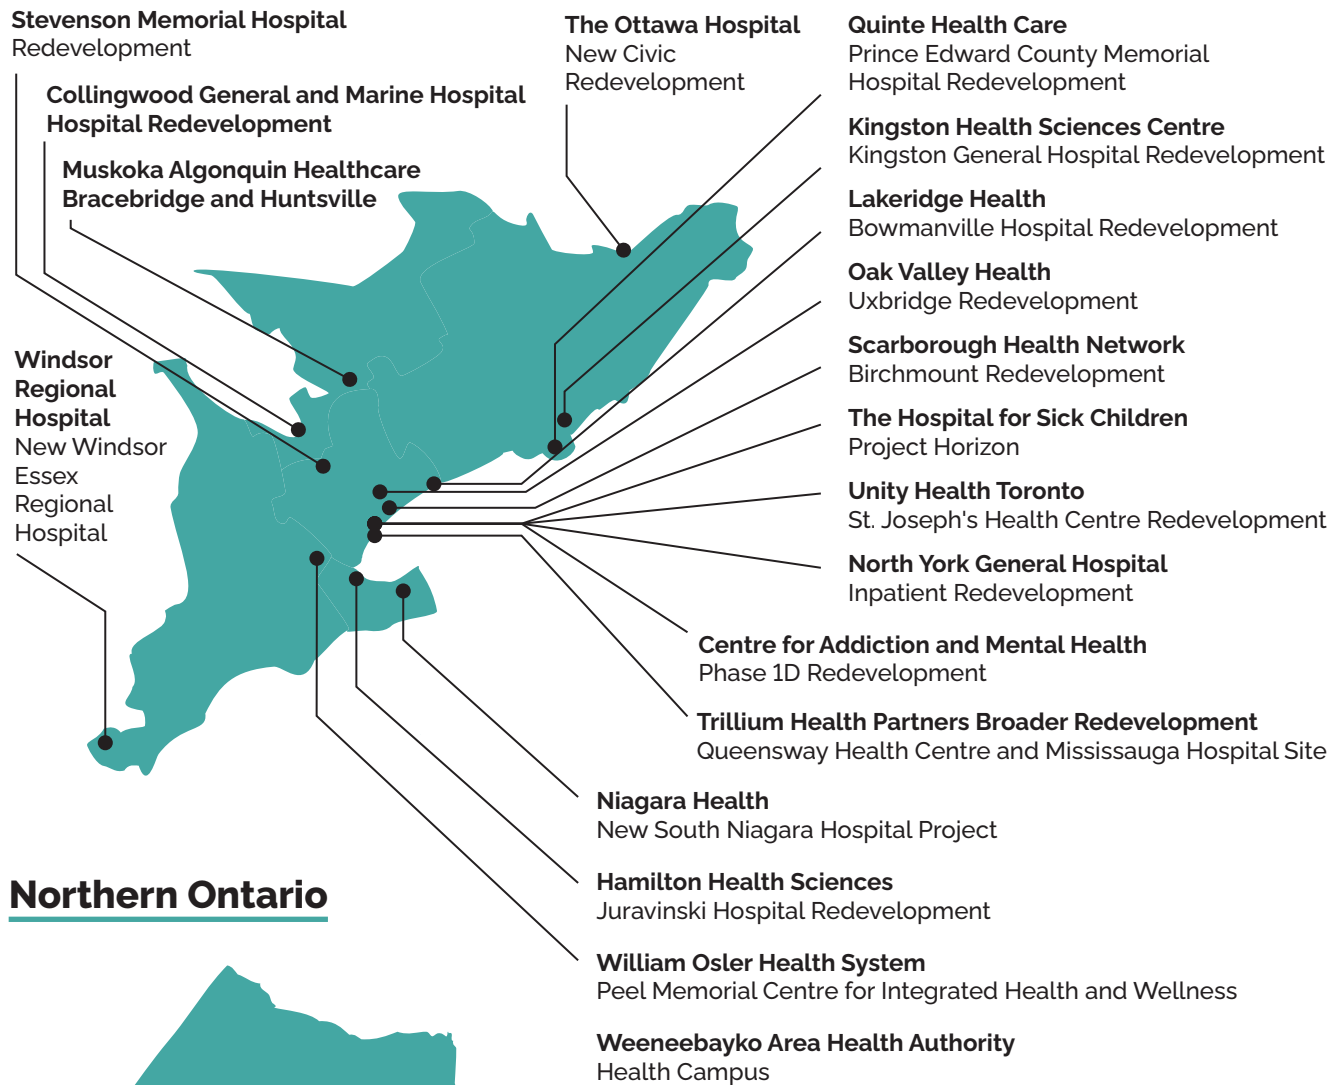 Stevenson Memorial Hospital
Redevelopment
Collingwood General and Marine Hospital
Hospital Redevelopment
Muskoka Algonquin Healthcare
Bracebridge and Huntsville
Windsor
Regional
Hospital
New Windsor
Essex
Regional
Hospital
The Ottawa Hospital
New Civic
Redevelopment
Quinte Health Care
Prince Edward County Memorial
Hospital Redevelopment
Kingston Health Sciences Centre
Kingston General Hospital Redevelopment
Lakeridge Health
Bowmanville Hospital Redevelopment
Oak Valley Health
Uxbridge Redevelopment
Scarborough Health Network
Birchmount Redevelopment
The Hospital for Sick Children
Project Horizon
Unity Health Toronto
St. Joseph's Health Centre Redevelopment
North York General Hospital
Inpatient Redevelopment
Centre for Addiction and Mental Health
Phase 1D Redevelopment
Trillium Health Partners Broader Redevelopment
Queensway Health Centre and Mississauga Hospital Site
Niagara Health
New South Niagara Hospital Project
Hamilton Health Sciences
Juravinski Hospital Redevelopment
William Osler Health System
Peel Memorial Centre for Integrated Health and Wellness
Northern Ontario
Weeneebayko Area Health Authority
Health Campus